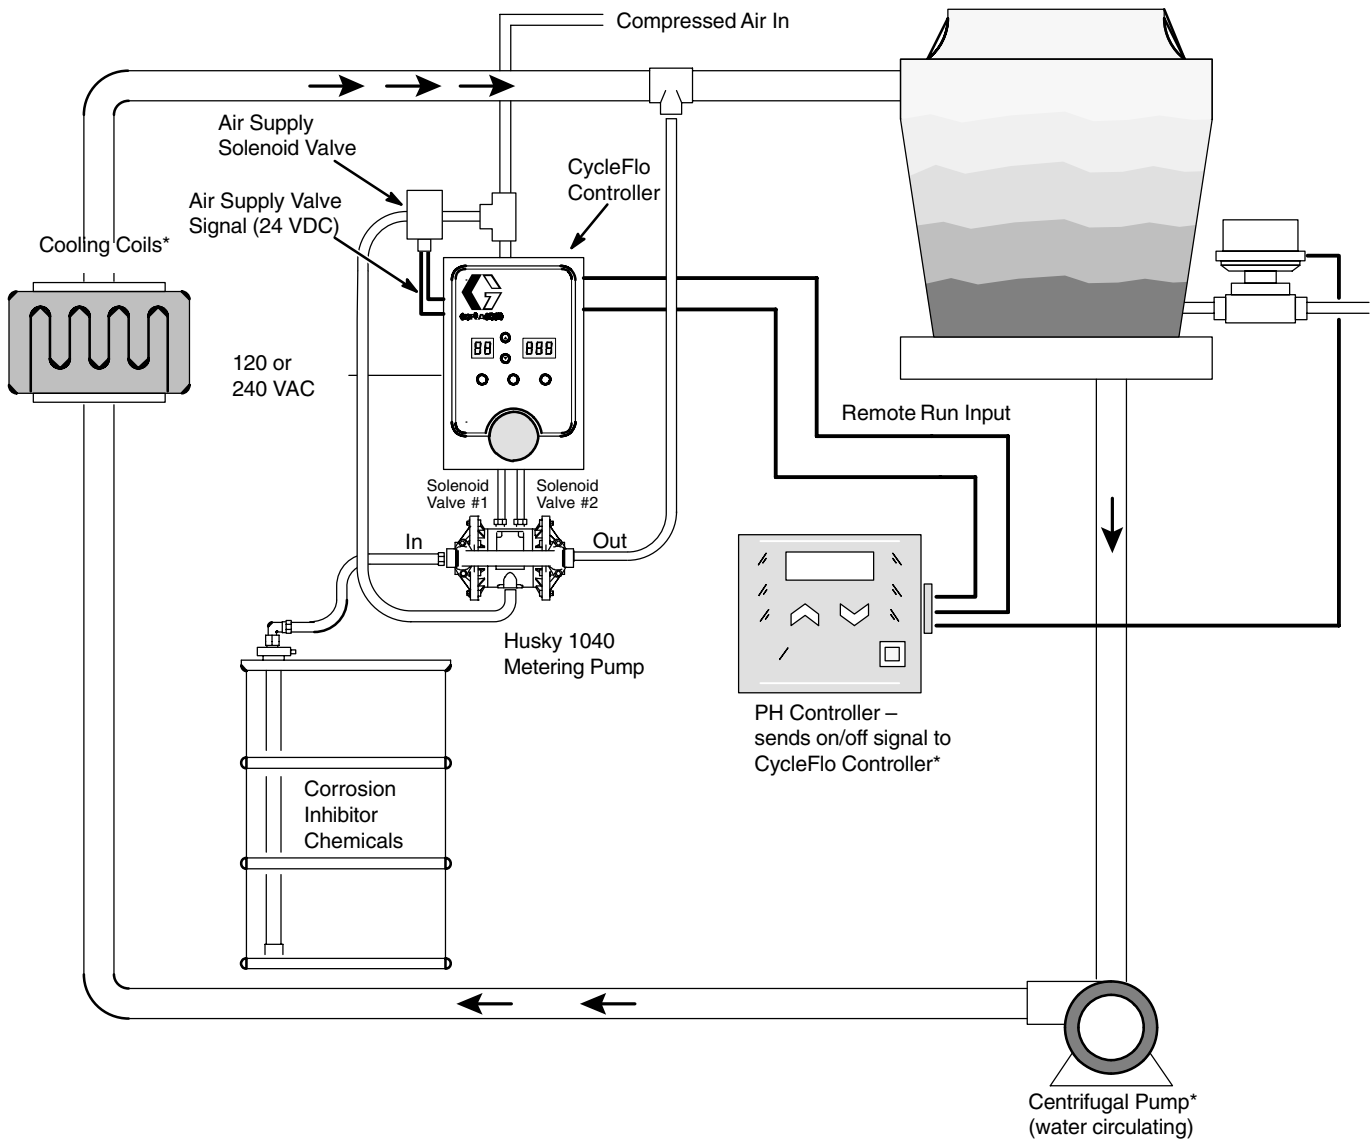 Compressed Air In
Air Supply
Solenoid Valve
CycleFlo
Controller
Air Supply Valve
Signal (24 VDC)
Cooling Coils*
120 or
240 VAC
Remote Run Input
Solenoid
Valve #1
Solenoid
Valve #2
In
Out
Husky 1040
Metering Pump
PH Controller –
sends on/off signal to
CycleFlo Controller*
Corrosion
Inhibitor
Chemicals
Centrifugal Pump*
(water circulating)